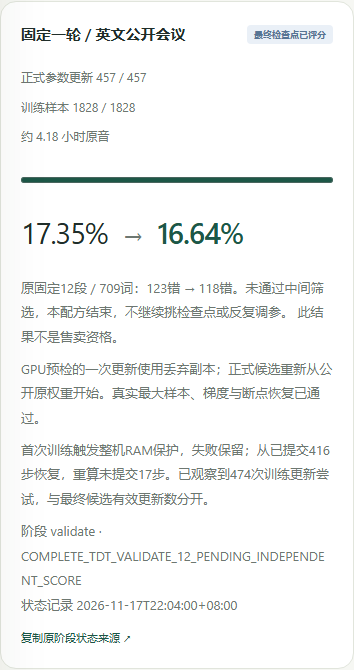 固定一轮 / 英文公开会议
最终检查点已评分
正式参数更新 457 / 457
训练样本 1828 / 1828
约 4.18 小时原音
17.35% → 16.64%
原固定12段 / 709词：123错 → 118错。未通过中间筛
选，本配方结束，不继续挑检查点或反复调参。 此结
果不是售卖资格。
GPU预检的一次更新使用丢弃副本；正式候选重新从公
开原权重开始。真实最大样本、梯度与断点恢复已通
过。
首次训练触发整机RAM保护，失败保留；从已提交416
步恢复，重算未提交17步。已观察到474次训练更新尝
试，与最终候选有效更新数分开。
阶段 validate ·
COMPLETE_TDT_VALIDATE_12_PENDING_INDEPENDE
NT_SCORE
状态记录 2026-11-17T22:04:00+08:00
复制原阶段状态来源 ↗